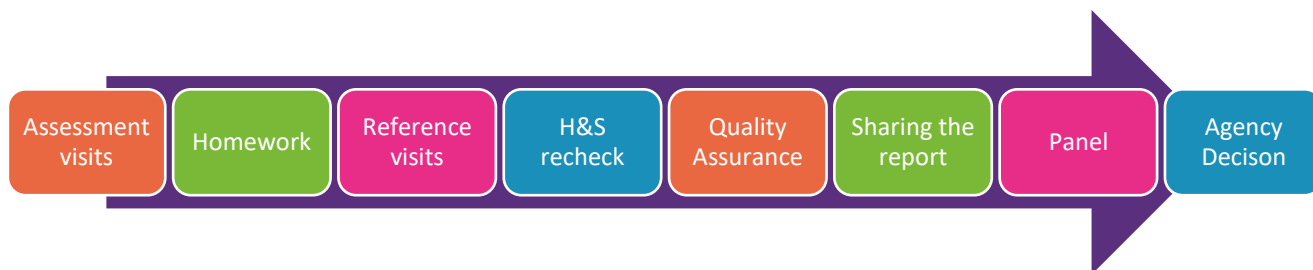 Assessment
visits
Homework
Reference
visits
H&S
recheck
Quality
Assurance
Sharing the
report
Panel
Agency
Decison